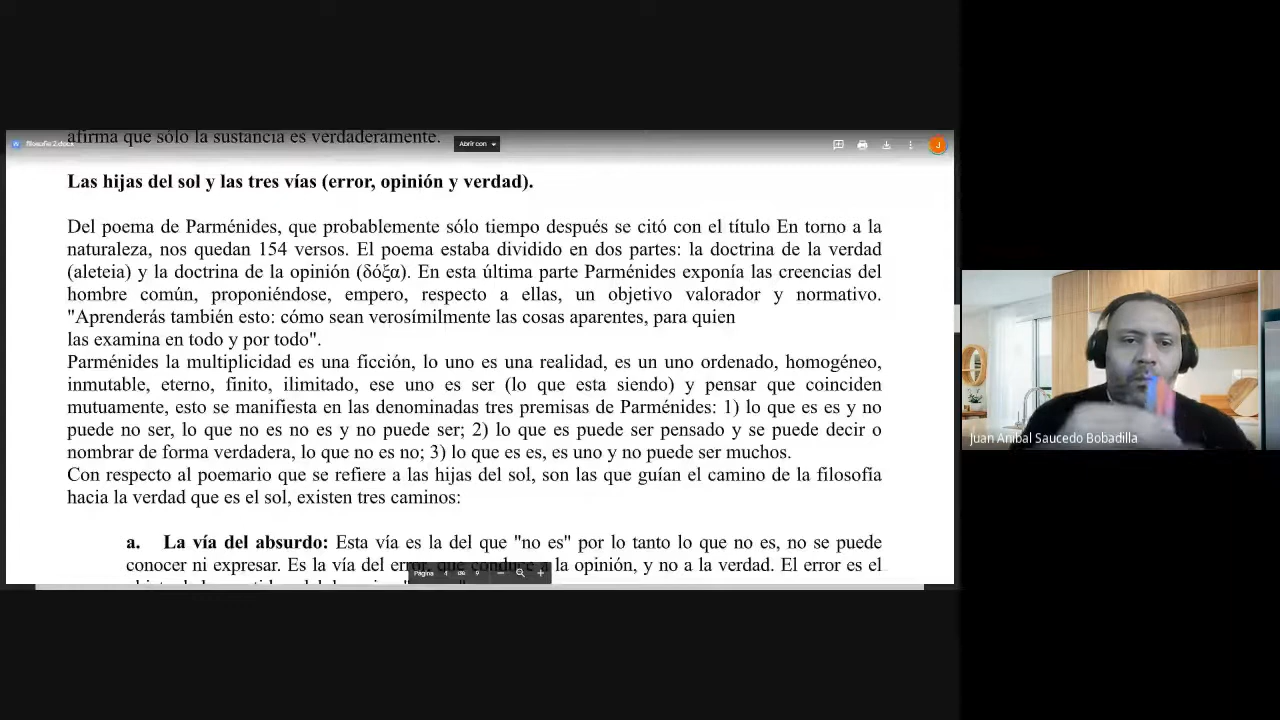 afirma que sólo la sustancia es verdaderamente.
filosofia 2.docx
Abrir con
J
Las hijas del sol y las tres vías (error, opinión y verdad).
Del poema de Parménides, que probablemente sólo tiempo después se citó con el título En torno a la
naturaleza, nos quedan 154 versos. El poema estaba dividido en dos partes: la doctrina de la verdad
(aleteia) y la doctrina de la opinión (δόξα). En esta última parte Parménides exponía las creencias del
hombre común, proponiéndose, empero, respecto a ellas, un objetivo valorador y normativo.
"Aprenderás también esto: cómo sean verosímilmente las cosas aparentes, para quien
las examina en todo y por todo".
Parménides la multiplicidad es una ficción, lo uno es una realidad, es un uno ordenado, homogéneo,
inmutable, eterno, finito, ilimitado, ese uno es ser (lo que esta siendo) y pensar que coinciden
mutuamente, esto se manifiesta en las denominadas tres premisas de Parménides: 1) lo que es es y no
puede no ser, lo que no es no es y no puede ser; 2) lo que es puede ser pensado y se puede decir o
nombrar de forma verdadera, lo que no es no; 3) lo que es es, es uno y no puede ser muchos.
Con respecto al poemario que se refiere a las hijas del sol, son las que guían el camino de la filosofía
hacia la verdad que es el sol, existen tres caminos:
a. La vía del absurdo: Esta vía es la del que "no es" por lo tanto lo que no es, no se puede
conocer ni expresar. Es la vía del error, que conduce a la opinión, y no a la verdad. El error es el
Página 4 de 9
Juan Anibal Saucedo Bobadilla